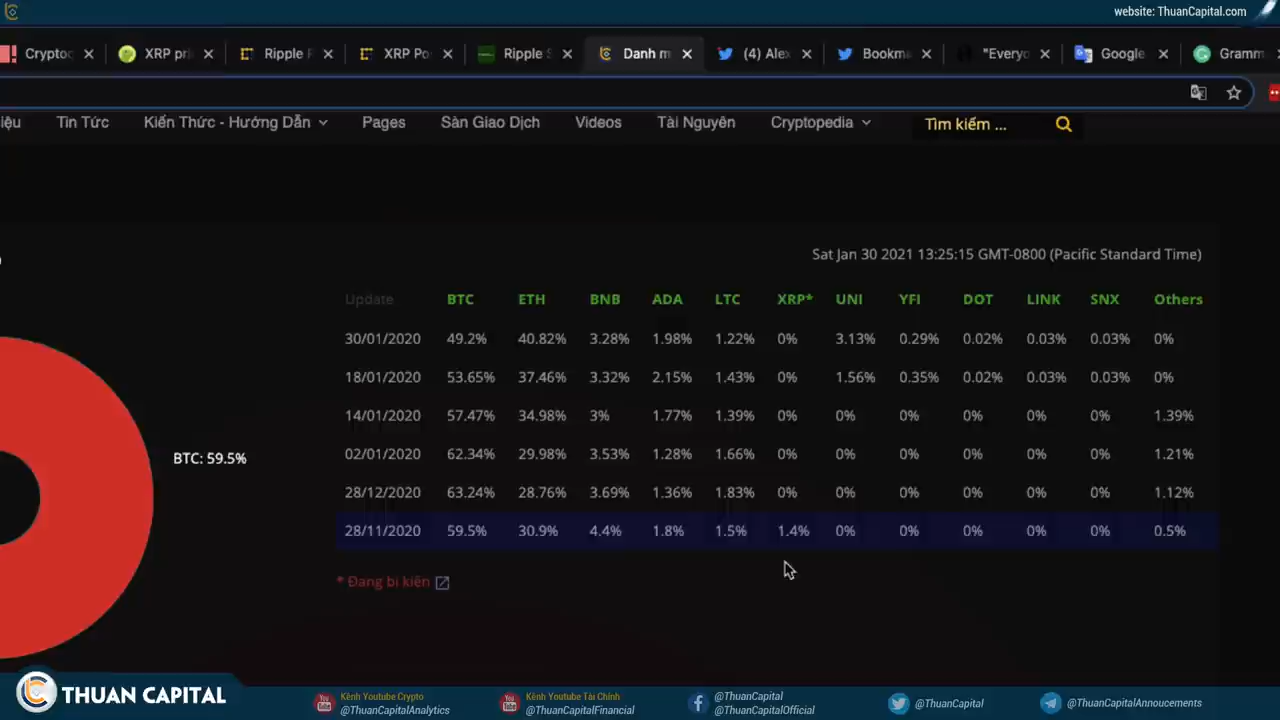 website: ThuanCapital.com
Cryptoc XRP pri Ripple XRP Po Ripple Danh m (4) Alex Bookma "Everyo Google Gramm
iệu Tin Tức Kiến Thức - Hướng Dẫn Pages Sàn Giao Dịch Videos Tài Nguyên Cryptopedia Tìm kiếm ...
Sat Jan 30 2021 13:25:15 GMT-0800 (Pacific Standard Time)
Update BTC ETH BNB ADA LTC XRP* UNI YFI DOT LINK SNX Others
30/01/2020 49.2% 40.82% 3.28% 1.98% 1.22% 0% 3.13% 0.29% 0.02% 0.03% 0.03% 0%
18/01/2020 53.65% 37.46% 3.32% 2.15% 1.43% 0% 1.56% 0.35% 0.02% 0.03% 0.03% 0%
14/01/2020 57.47% 34.98% 3% 1.77% 1.39% 0% 0% 0% 0% 0% 0% 1.39%
02/01/2020 62.34% 29.98% 3.53% 1.28% 1.66% 0% 0% 0% 0% 0% 0% 1.21%
28/12/2020 63.24% 28.76% 3.69% 1.36% 1.83% 0% 0% 0% 0% 0% 0% 1.12%
28/11/2020 59.5% 30.9% 4.4% 1.8% 1.5% 1.4% 0% 0% 0% 0% 0% 0.5%
BTC: 59.5%
* Đang bị kiện
THUAN CAPITAL
Kênh Youtube Crypto
@ThuanCapitalAnalytics
Kênh Youtube Tài Chính
@ThuanCapitalFinancial
@ThuanCapital
@ThuanCapitalOfficial
@ThuanCapital
@ThuanCapitalAnnoucements